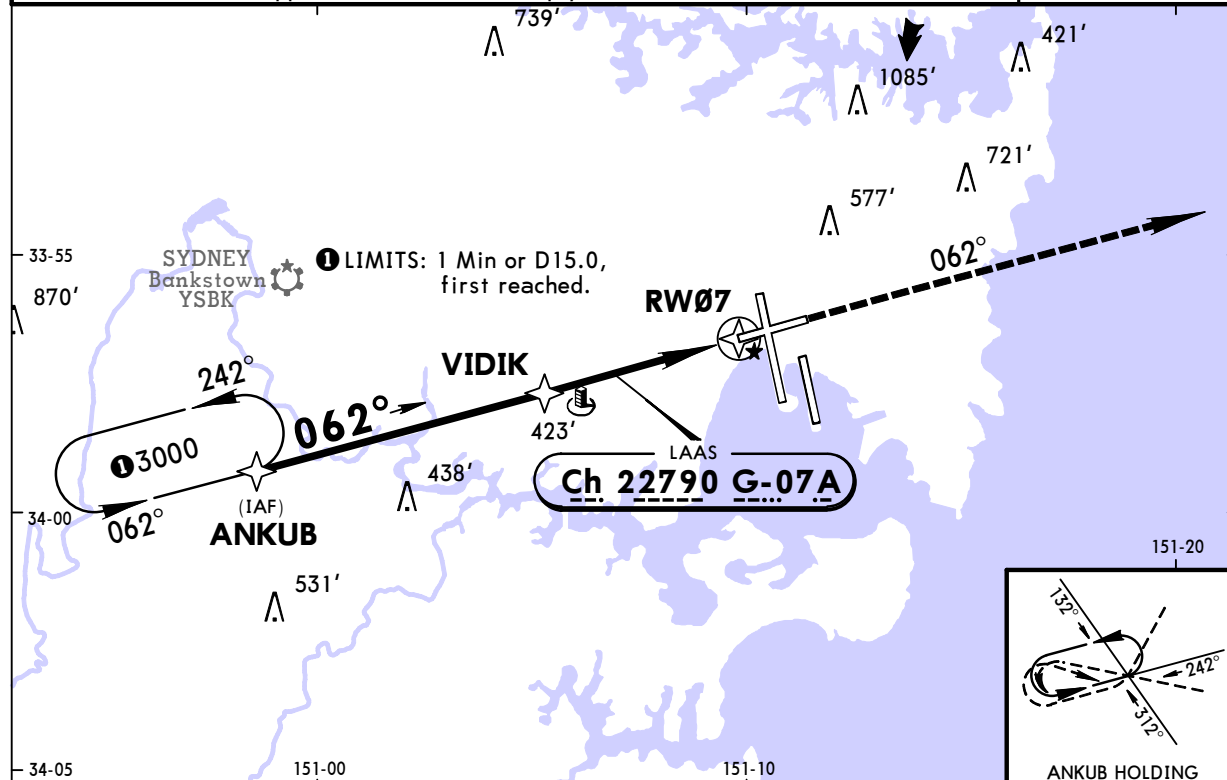 739'
421'
1085'
721'
577'
33-55
SYDNEY
Bankstown
YSBK
❶ LIMITS: 1 Min or D15.0,
first reached.
062°
870'
RWØ7
VIDIK
242°
062°
423'
❶3000
LAAS
Ch 22790 G-07A
438'
(IAF)
ANKUB
062°
34-00
151-20
531'
132°
242°
312°
34-05
151-00
151-10
ANKUB HOLDING